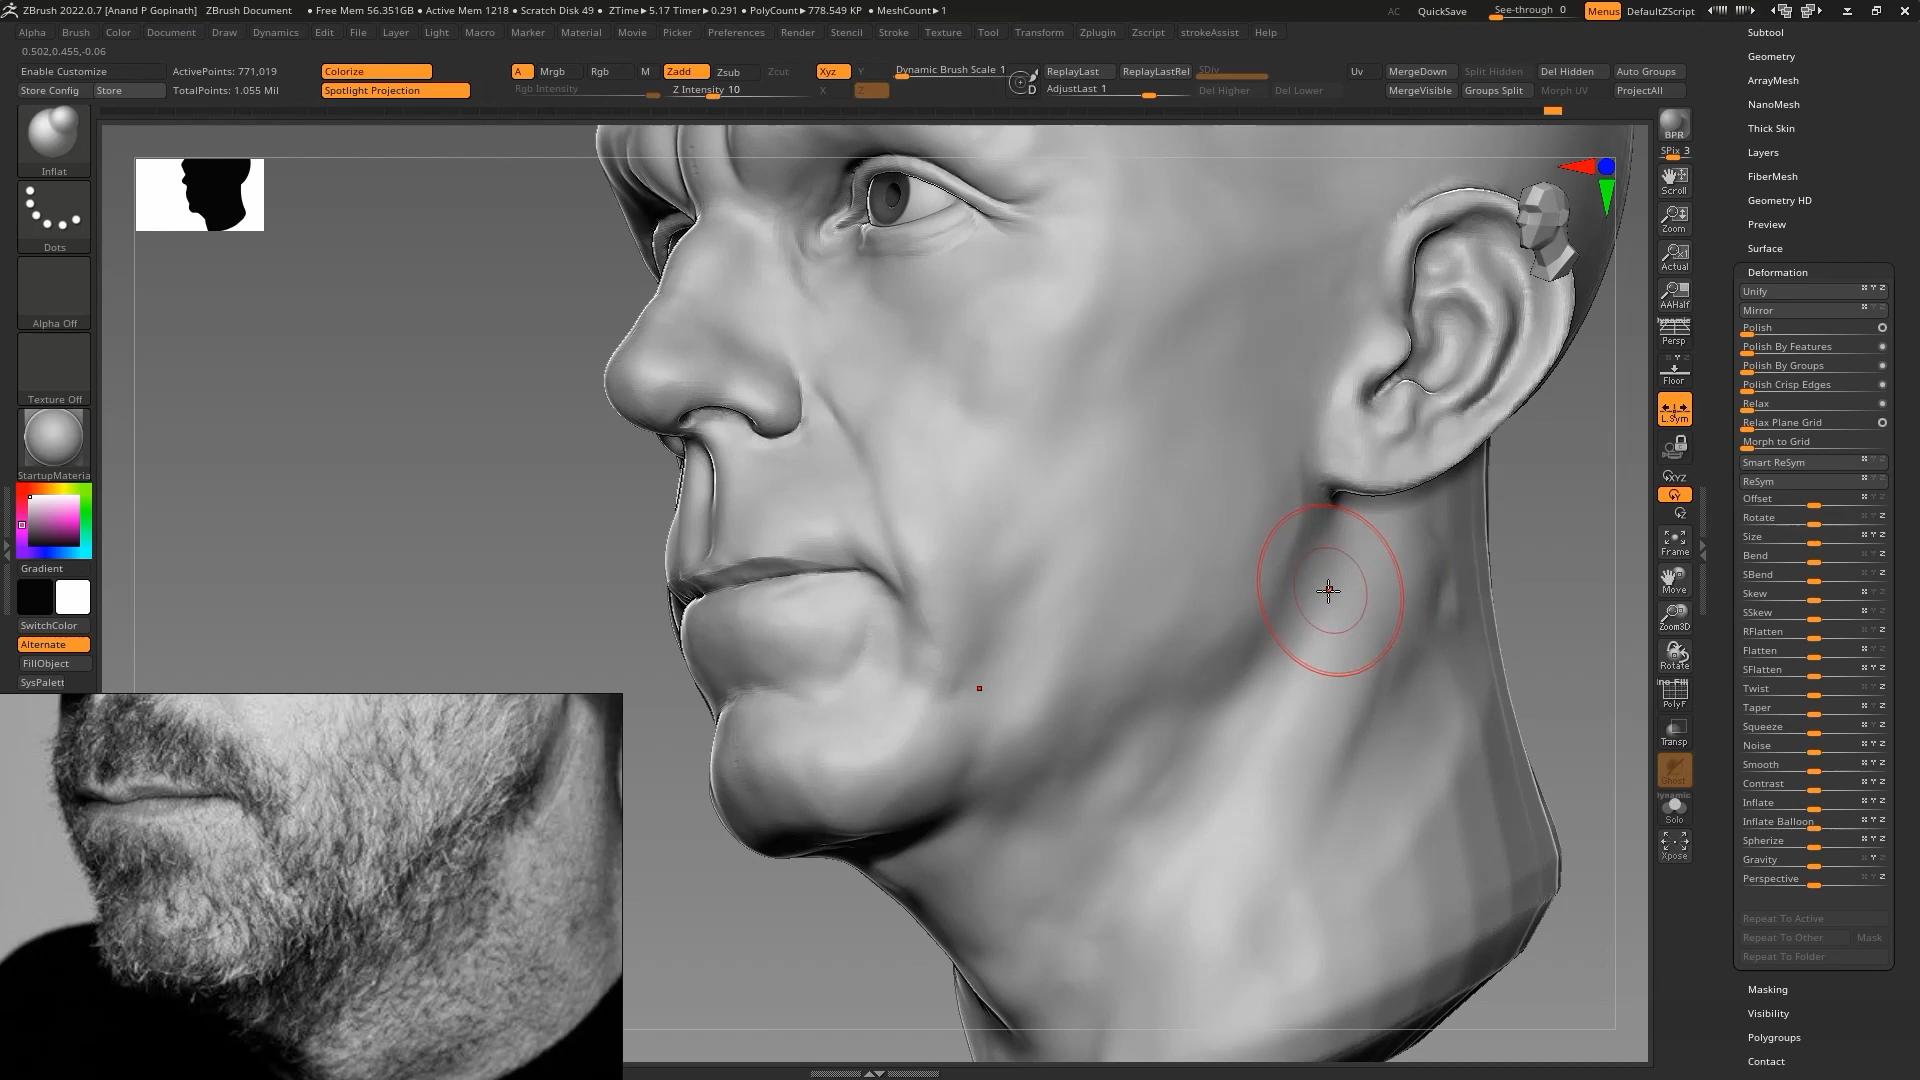 ZBrush 2022.0.7 [Anand P Gopinath] ZBrush Document • Free Mem 56.351GB • Active Mem 1218 • Scratch Disk 49 • ZTime▸5.17 Timer▸0.291 • PolyCount▸778.549 KP • MeshCount▸1 AC QuickSave See-through 0 Menus DefaultZScript
Alpha Brush Color Document Draw Dynamics Edit File Layer Light Macro Marker Material Movie Picker Preferences Render Stencil Stroke Texture Tool Transform Zplugin Zscript strokeAssist Help
0.502,0.455,-0.06
Enable Customize ActivePoints: 771,019 Colorize A Mrgb Rgb M Zadd Zsub Zcut Xyz Y Dynamic Brush Scale 1 ReplayLast ReplayLastRel SDiv Uv MergeDown Split Hidden Del Hidden Auto Groups
Store Config Store TotalPoints: 1.055 Mil Spotlight Projection Rgb Intensity Z Intensity 10 X Z D AdjustLast 1 Del Higher Del Lower MergeVisible Groups Split Morph UV ProjectAll
Inflat
Dots
Alpha Off
Texture Off
StartupMateria
Gradient
SwitchColor
Alternate
FillObject
SysPalett
BPR
SPix 3
Scroll
Zoom
Actual
AAHalf
Dynamic
Persp
Floor
L.Sym
XYZ
Y
Z
Frame
Move
Zoom3D
Rotate
PolyF
Transp
Ghost
Dynamic
Solo
Xpose
Subtool
Geometry
ArrayMesh
NanoMesh
Thick Skin
Layers
FiberMesh
Geometry HD
Preview
Surface
Deformation
Unify
Mirror
Polish
Polish By Features
Polish By Groups
Polish Crisp Edges
Relax
Relax Plane Grid
Morph to Grid
Smart ReSym
ReSym
Offset
Rotate
Size
Bend
SBend
Skew
SSkew
RFlatten
Flatten
SFlatten
Twist
Taper
Squeeze
Noise
Smooth
Contrast
Inflate
Inflate Balloon
Spherize
Gravity
Perspective
Repeat To Active
Repeat To Other Mask
Repeat To Folder
Masking
Visibility
Polygroups
Contact